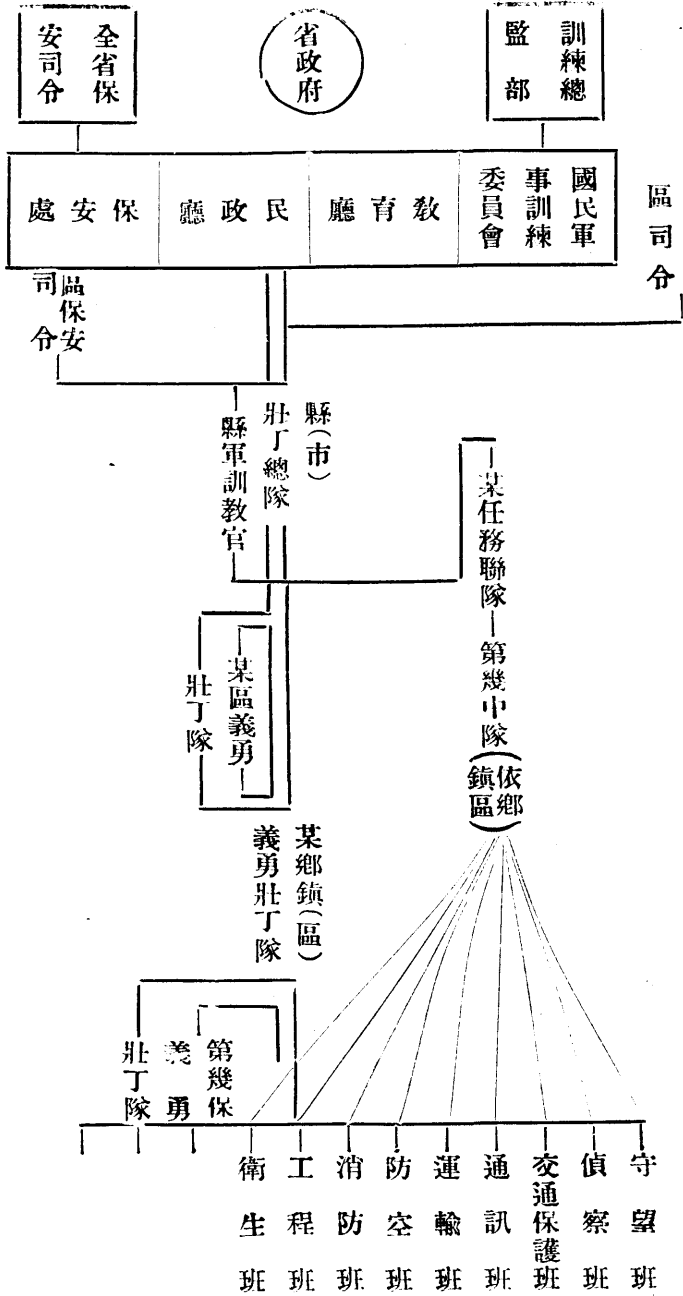 訓練總
監部
省政府
全省保
安司令
區司令
國民軍
事訓練
委員會
教育廳
民政廳
保安處
區保安
司令
縣(市)
壯丁總隊
縣軍訓教官
某任務聯隊
第幾中隊
(依鄉
鎮區)
某區義勇
壯丁隊
某鄉鎮(區)
義勇壯丁隊
第幾保
義勇
壯丁隊
守望班
偵察班
交通保護班
通訊班
運輸班
防空班
消防班
工程班
衛生班